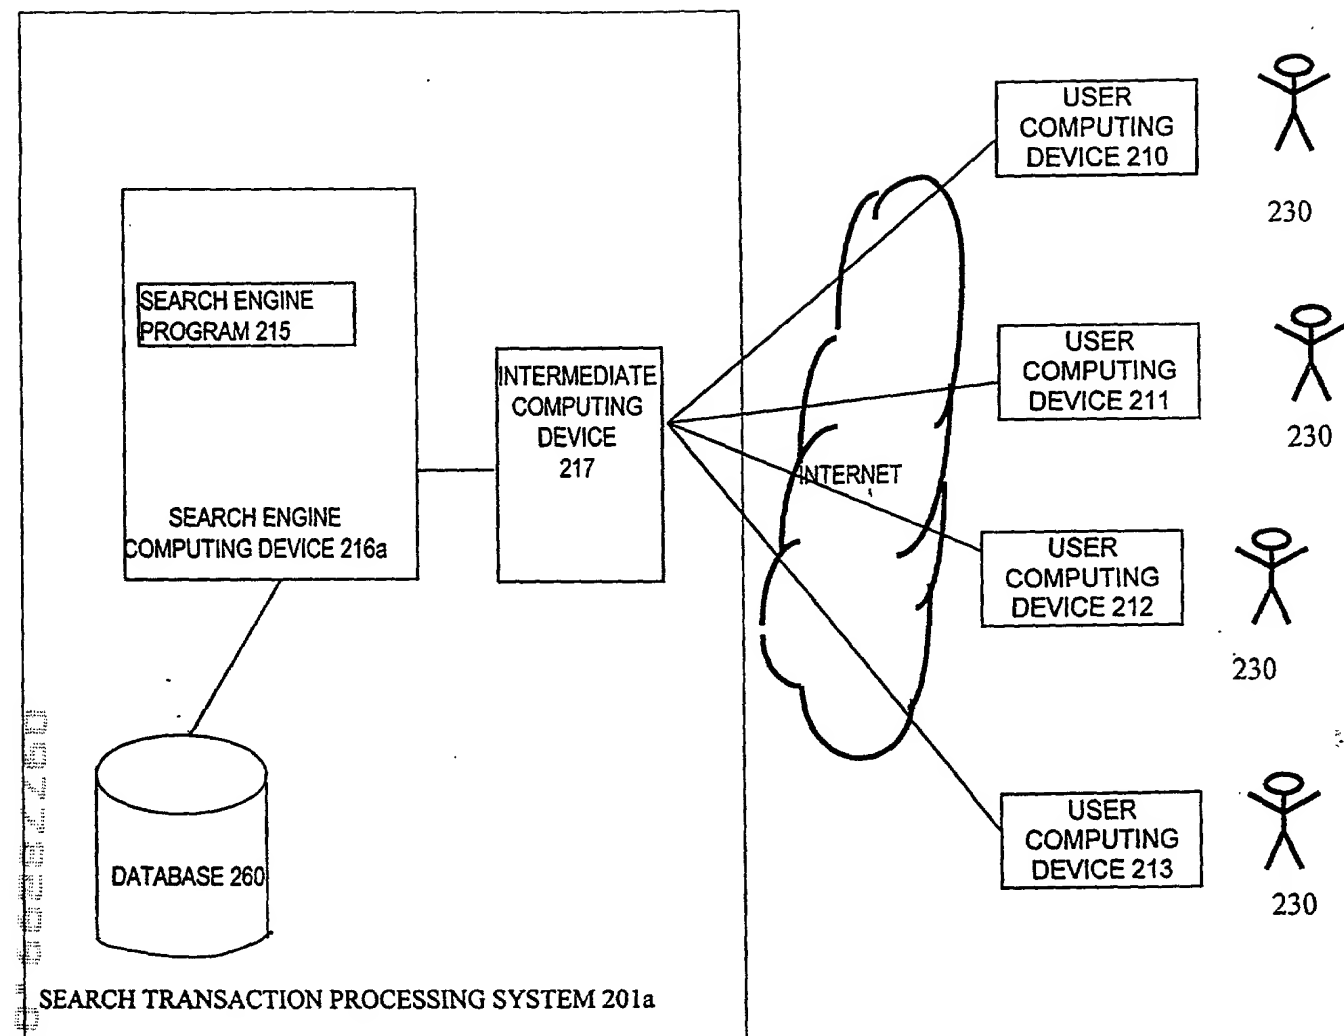 USER
COMPUTING
DEVICE 210
230
SEARCH ENGINE
PROGRAM 215
USER
COMPUTING
DEVICE 211
230
INTERMEDIATE
COMPUTING
DEVICE
217
INTERNET
SEARCH ENGINE
COMPUTING DEVICE 216a
USER
COMPUTING
DEVICE 212
230
USER
COMPUTING
DEVICE 213
230
DATABASE 260
SEARCH TRANSACTION PROCESSING SYSTEM 201a